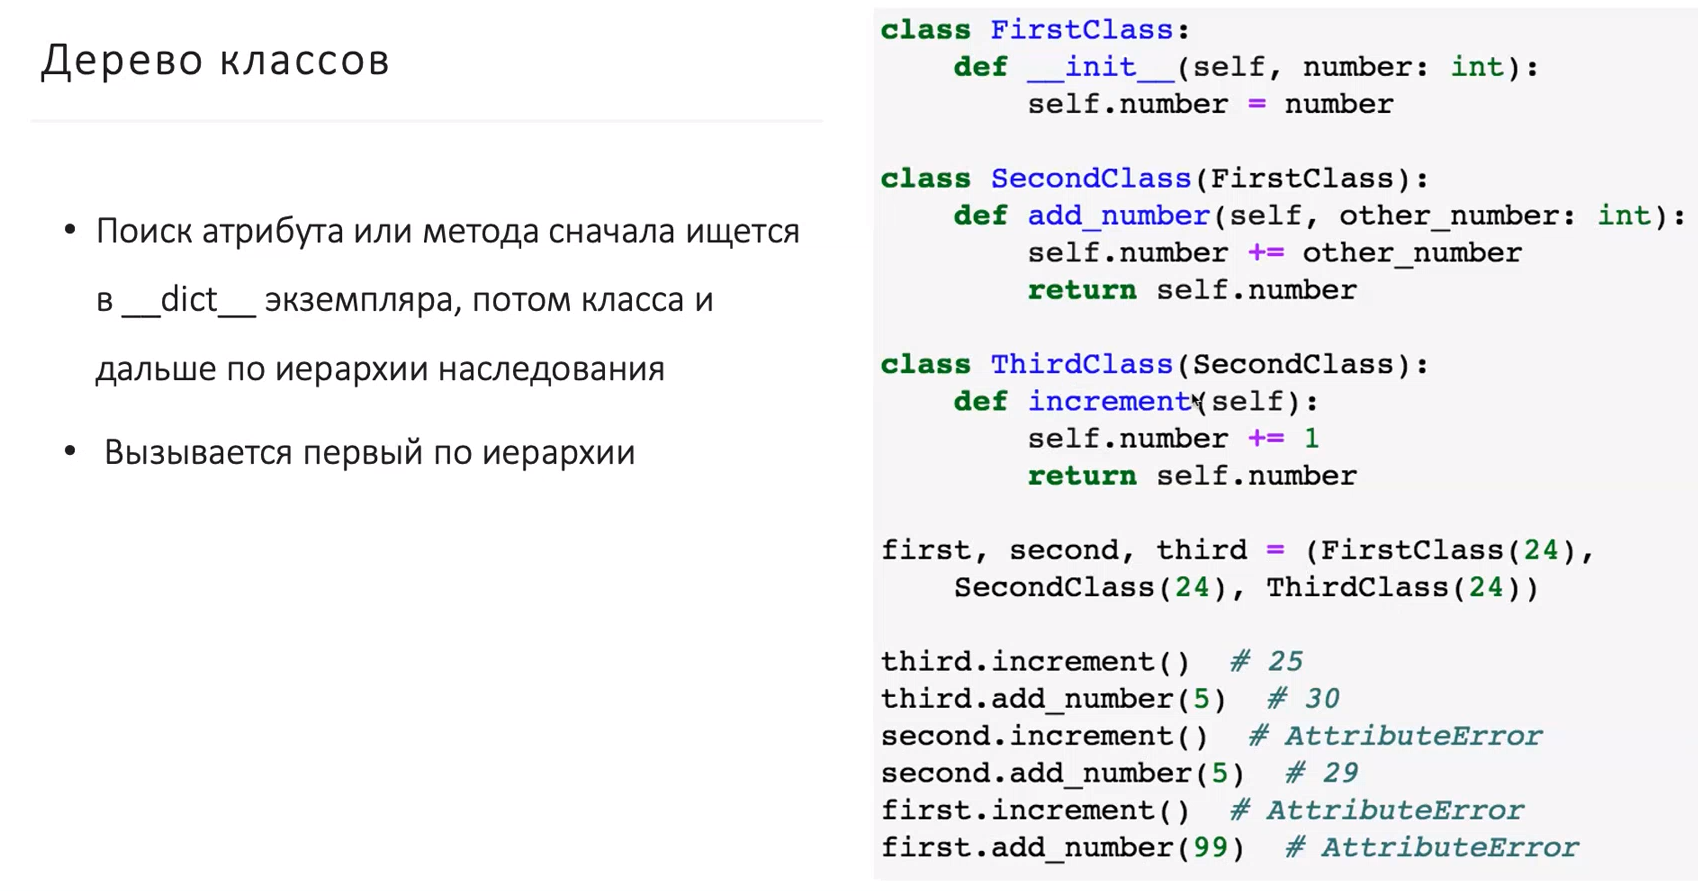 Дерево классов
• Поиск атрибута или метода сначала ищется
в __dict__ экземпляра, потом класса и
дальше по иерархии наследования
• Вызывается первый по иерархии
class FirstClass:
    def __init__(self, number: int):
        self.number = number

class SecondClass(FirstClass):
    def add_number(self, other_number: int):
        self.number += other_number
        return self.number

class ThirdClass(SecondClass):
    def increment(self):
        self.number += 1
        return self.number

first, second, third = (FirstClass(24),
    SecondClass(24), ThirdClass(24))

third.increment()  # 25
third.add_number(5)  # 30
second.increment()  # AttributeError
second.add_number(5)  # 29
first.increment()  # AttributeError
first.add_number(99)  # AttributeError